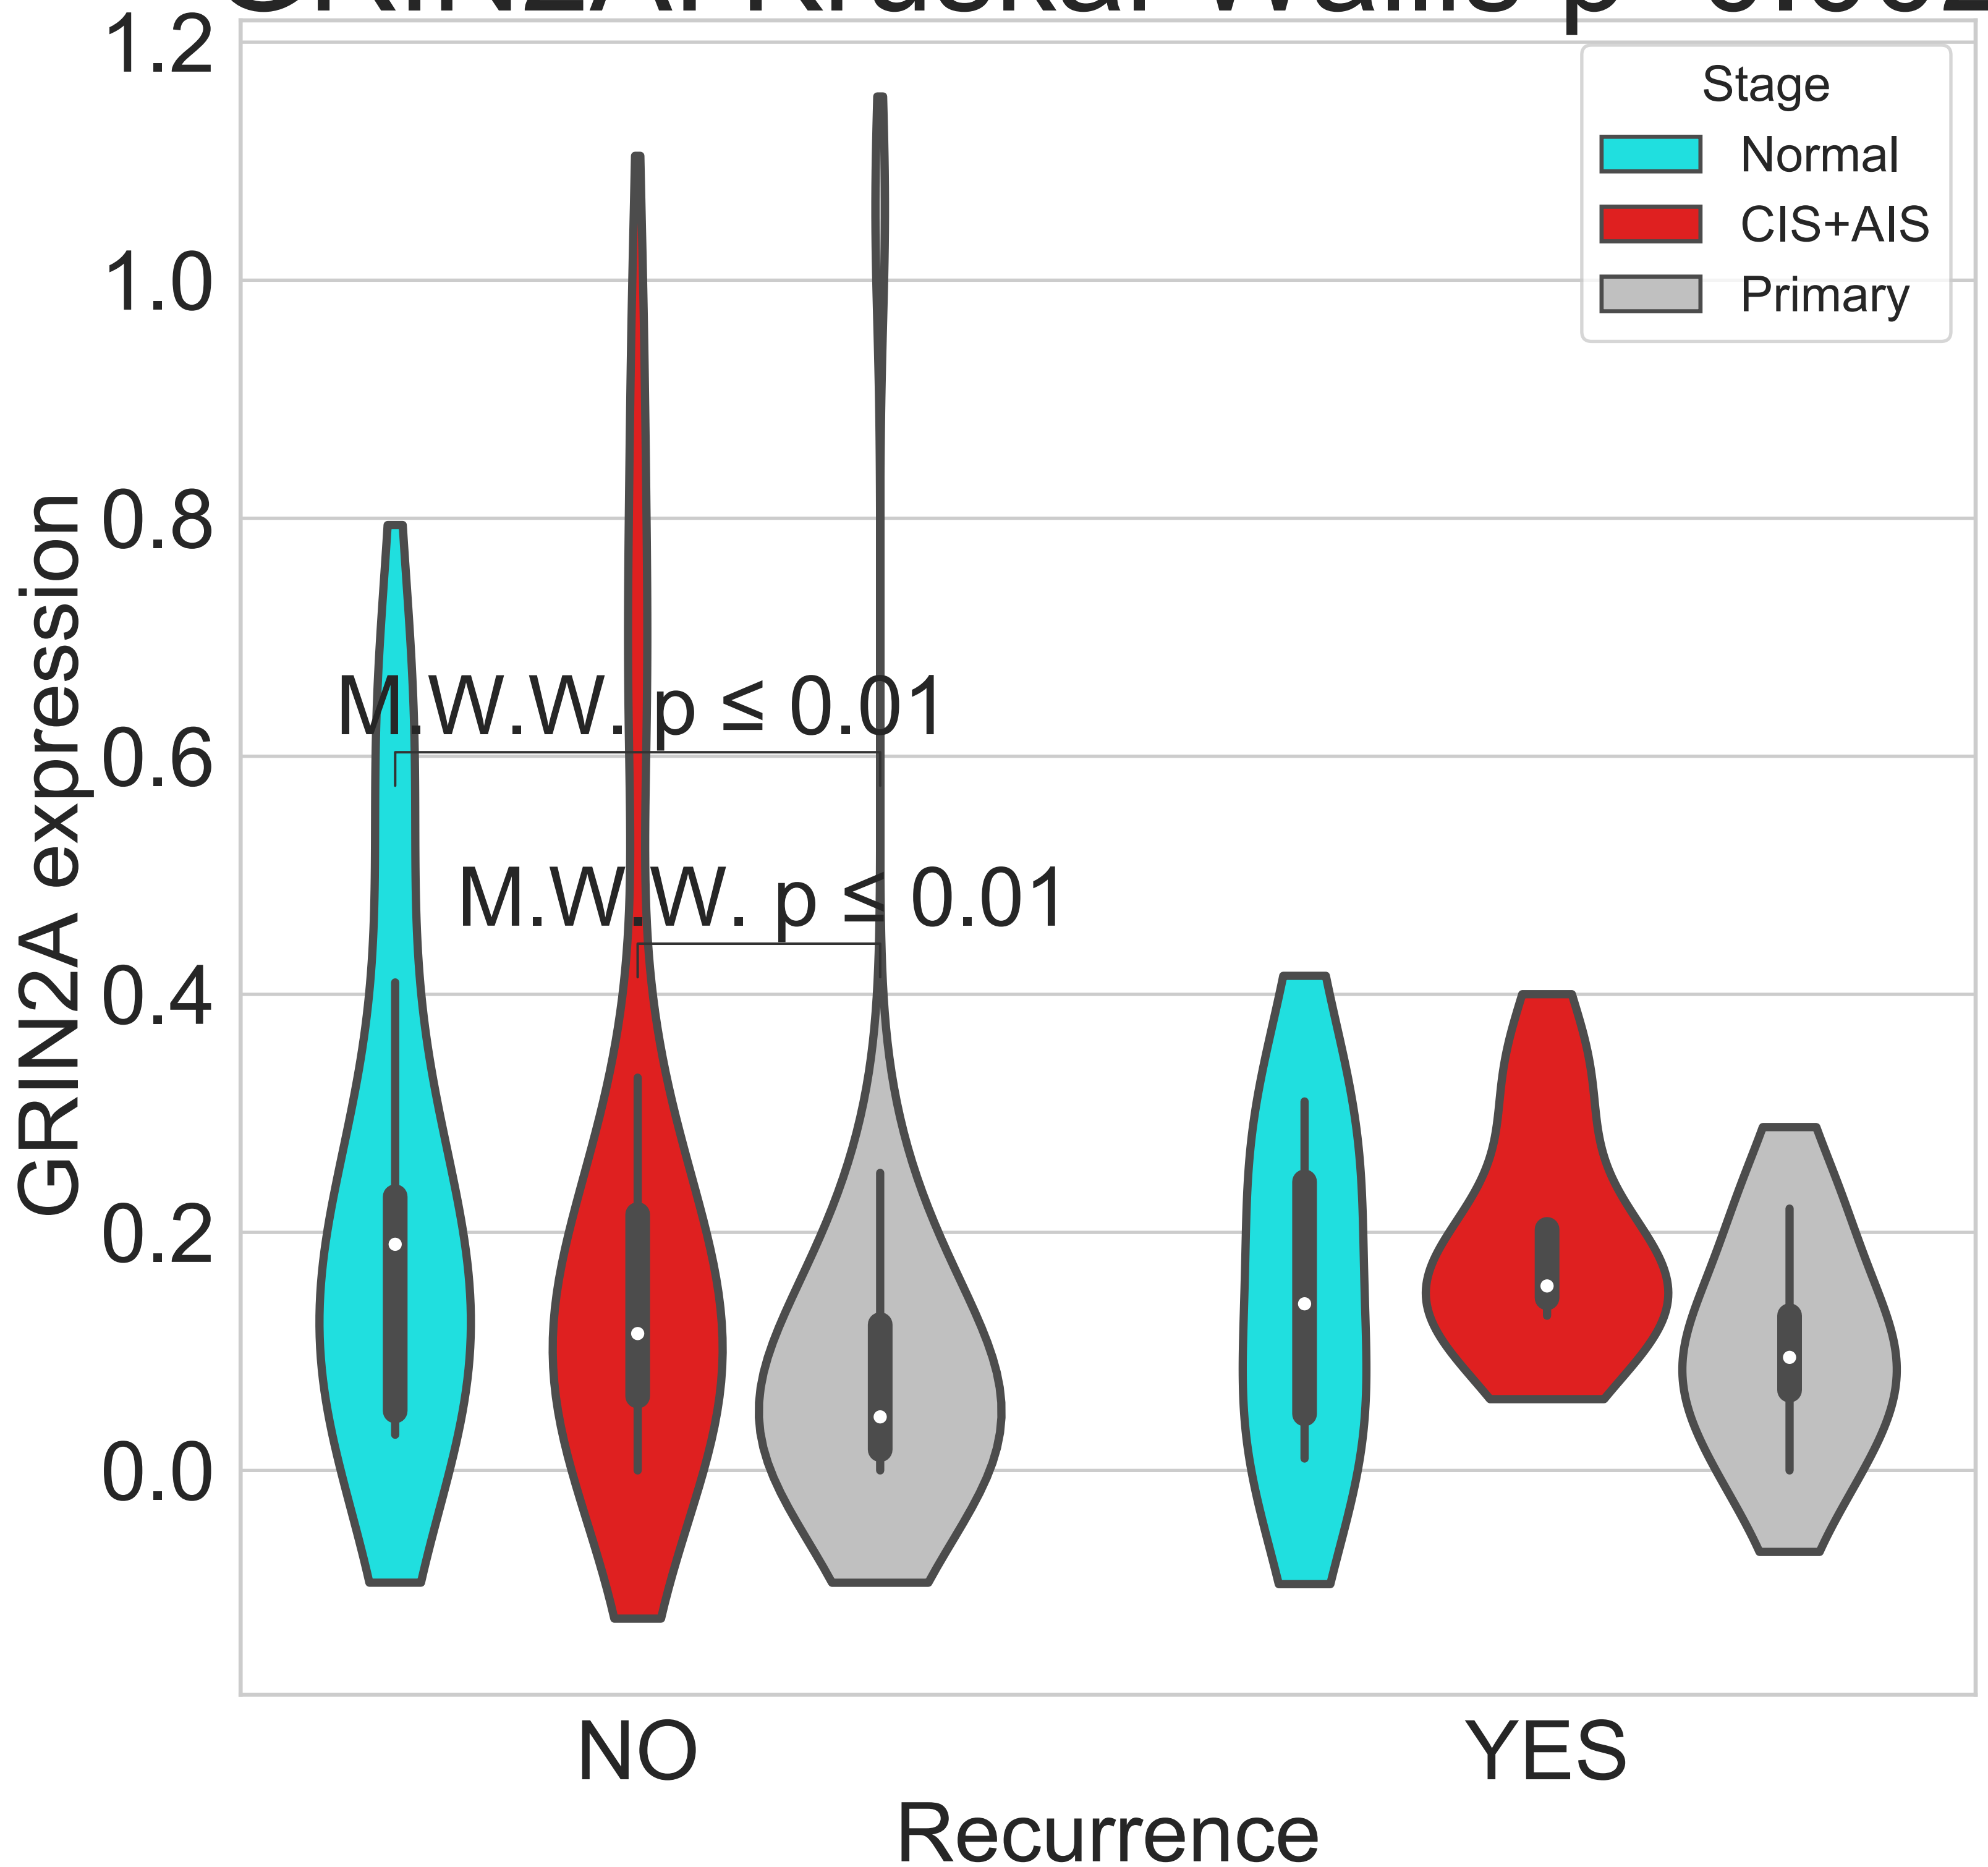 1.2
Stage
Normal
CIS+AIS
Primary
1.0
0.8
M.W.W. p ≤ 0.01
0.6
M.W.W. p ≤ 0.01
0.4
0.2
0.0
GRIN2A expression
NO
YES
Recurrence